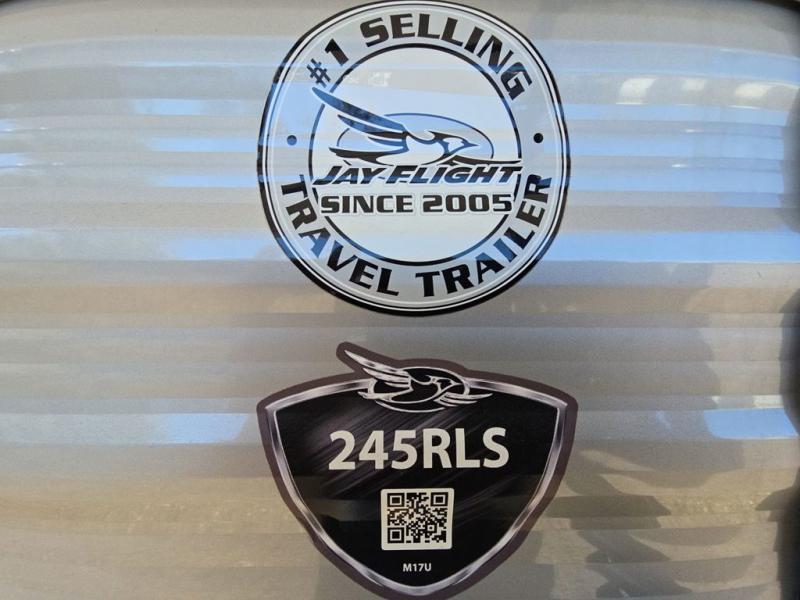 #1 SELLING
JAY FLIGHT
SINCE 2005
TRAVEL TRAILER
245RLS
M17U